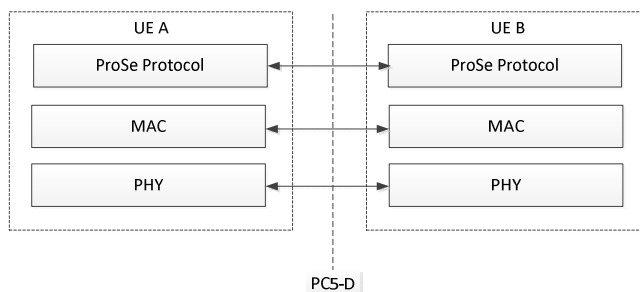 UE A
UE B
ProSe Protocol
ProSe Protocol
MAC
MAC
PHY
PHY
PC5-D